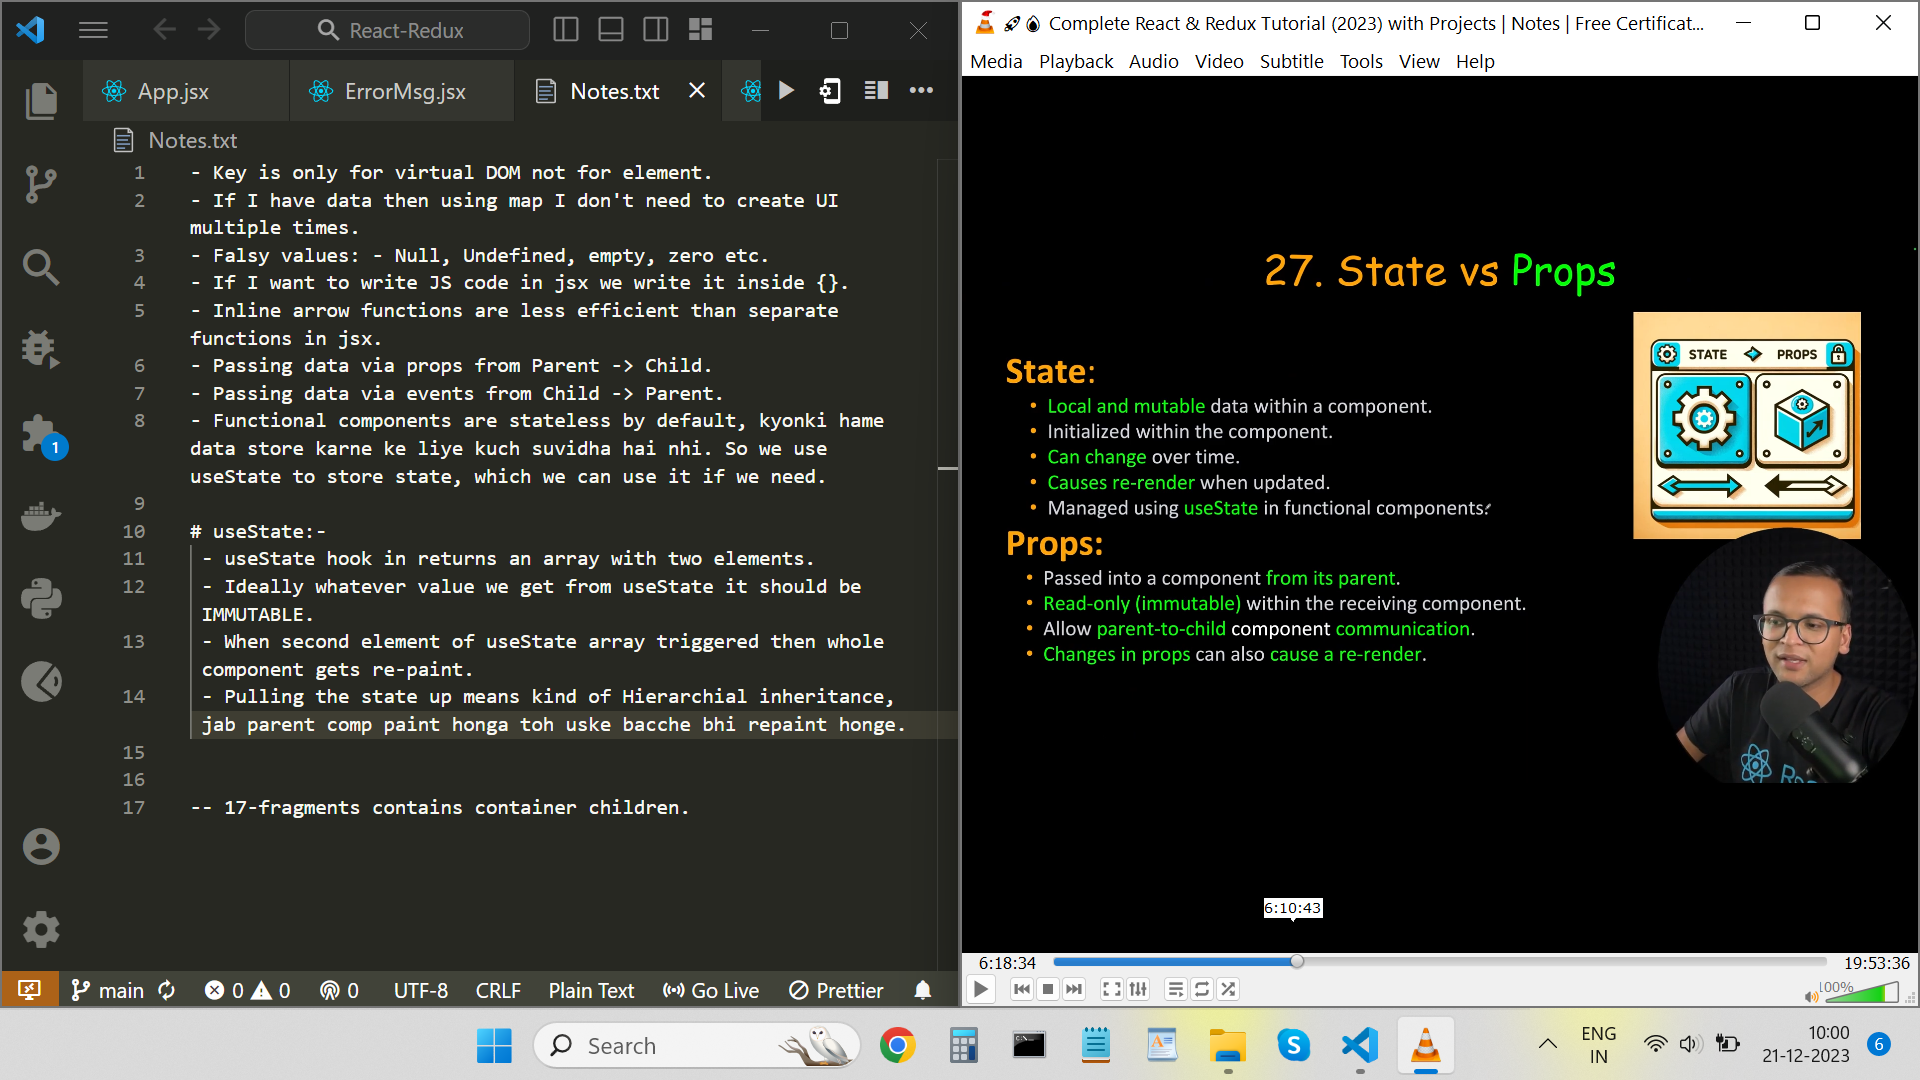 React-Redux
App.jsx
ErrorMsg.jsx
Notes.txt
Notes.txt
1 - Key is only for virtual DOM not for element.
2 - If I have data then using map I don't need to create UI
multiple times.
3 - Falsy values: - Null, Undefined, empty, zero etc.
4 - If I want to write JS code in jsx we write it inside {}.
5 - Inline arrow functions are less efficient than separate
functions in jsx.
6 - Passing data via props from Parent -> Child.
7 - Passing data via events from Child -> Parent.
8 - Functional components are stateless by default, kyonki hame
data store karne ke liye kuch suvidha hai nhi. So we use
useState to store state, which we can use it if we need.
9
10 # useState:-
11 - useState hook in returns an array with two elements.
12 - Ideally whatever value we get from useState it should be
IMMUTABLE.
13 - When second element of useState array triggered then whole
component gets re-paint.
14 - Pulling the state up means kind of Hierarchial inheritance,
jab parent comp paint honga toh uske bacche bhi repaint honge.
15
16
17 -- 17-fragments contains container children.
1
main 0 0 0 UTF-8 CRLF Plain Text Go Live Prettier
Complete React & Redux Tutorial (2023) with Projects | Notes | Free Certificat...
Media Playback Audio Video Subtitle Tools View Help
27. State vs Props
STATE PROPS
State:
• Local and mutable data within a component.
• Initialized within the component.
• Can change over time.
• Causes re-render when updated.
• Managed using useState in functional components.
Props:
• Passed into a component from its parent.
• Read-only (immutable) within the receiving component.
• Allow parent-to-child component communication.
• Changes in props can also cause a re-render.
6:10:43
6:18:34
19:53:36
100%
Search
S
ENG
IN
10:00
21-12-2023
6